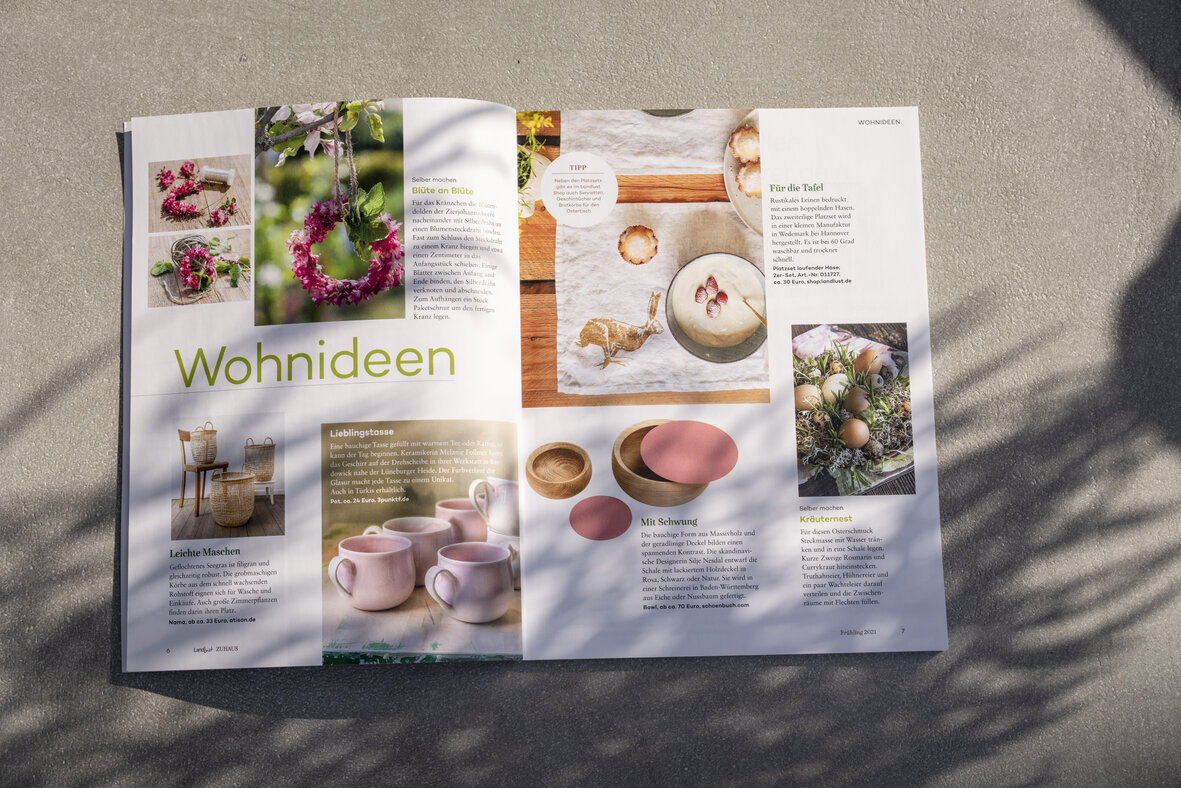 Selber machen
Blüte an Blüte
Für das Kränzchen die Blüten-
dolden der Zierjohannisbeere
nacheinander mit Silberdraht an
einen Blumensteckdraht binden.
Fast zum Schluss den Steckdraht
zu einem Kranz biegen und etwa
einen Zentimeter in das
Anfangsstück schieben. Einige
Blätter zwischen Anfang und
Ende binden, den Silberdraht
verknoten und abschneiden.
Zum Aufhängen ein Stück
Paketschnur um den fertigen
Kranz legen.
Wohnideen
Leichte Maschen
Geflochtenes Seegras ist filigran und
gleichzeitig robust. Die grobmaschigen
Körbe aus dem schnell wachsenden
Rohstoff eignen sich für Wäsche und
Einkäufe. Auch große Zimmerpflanzen
finden darin ihren Platz.
Noma, ab ca. 33 Euro, atisan.de
Lieblingstasse
Eine bauchige Tasse gefüllt mit warmem Tee oder Kaffee, so
kann der Tag beginnen. Keramikerin Melanie Follmer formt
das Geschirr auf der Drehscheibe in ihrer Werkstatt in Bar-
dowick nahe der Lüneburger Heide. Der Farbverlauf der
Glasur macht jede Tasse zu einem Unikat.
Auch in Türkis erhältlich.
Pot, ca. 24 Euro, 3punktf.de
6 Landlust ZUHAUS
WOHNIDEEN
TIPP
Neben den Platzsets
gibt es im Landlust
Shop auch Servietten,
Geschirrtücher und
Brotkörbe für den
Ostertisch.
Für die Tafel
Rustikales Leinen bedruckt
mit einem hoppelnden Hasen.
Das zweiteilige Platzset wird
in einer kleinen Manufaktur
in Wedemark bei Hannover
hergestellt. Es ist bei 60 Grad
waschbar und trocknet
schnell.
Platzset laufender Hase,
2er-Set, Art.-Nr. 011727,
ca. 30 Euro, shop.landlust.de
Mit Schwung
Die bauchige Form aus Massivholz und
der geradlinige Deckel bilden einen
spannenden Kontrast. Die skandinavi-
sche Designerin Silje Nesdal entwarf die
Schale mit lackiertem Holzdeckel in
Rosa, Schwarz oder Natur. Sie wird in
einer Schreinerei in Baden-Württemberg
aus Eiche oder Nussbaum gefertigt.
Bowl, ab ca. 70 Euro, schoenbuch.com
Selber machen
Kräuternest
Für diesen Osterschmuck
Steckmasse mit Wasser trän-
ken und in eine Schale legen.
Kurze Zweige Rosmarin und
Currykraut hineinstecken.
Truthahneier, Hühnereier und
ein paar Wachteleier darauf
verteilen und die Zwischen-
räume mit Flechten füllen.
Frühling 2021 7